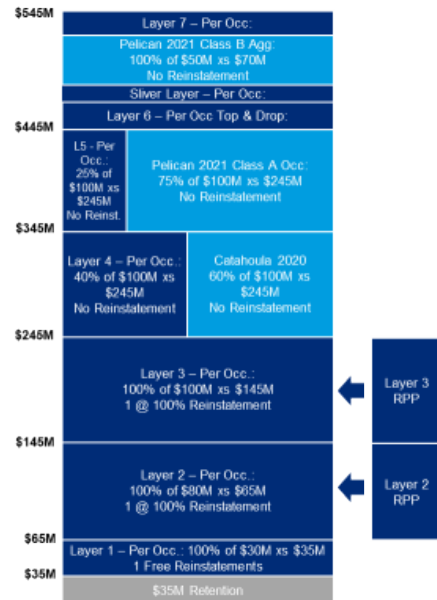 $545M
Layer 7 – Per Occ:
Pelican 2021 Class B Agg:
100% of $50M xs $70M
No Reinstatement
Sliver Layer – Per Occ:
Layer 6 – Per Occ Top & Drop:
$445M
L5 - Per
Occ.:
25% of
$100M xs
$245M
No Reinst.
Pelican 2021 Class A Occ:
75% of $100M xs $245M
No Reinstatement
$345M
Layer 4 – Per Occ.:
40% of $100M xs
$245M
No Reinstatement
Catahoula 2020
60% of $100M xs
$245M
No Reinstatement
$245M
Layer 3 – Per Occ.:
100% of $100M xs $145M
1 @ 100% Reinstatement
Layer 3
RPP
$145M
Layer 2 – Per Occ.:
100% of $80M xs $65M
1 @ 100% Reinstatement
Layer 2
RPP
$65M
Layer 1 – Per Occ.: 100% of $30M xs $35M
1 Free Reinstatements
$35M
$35M Retention